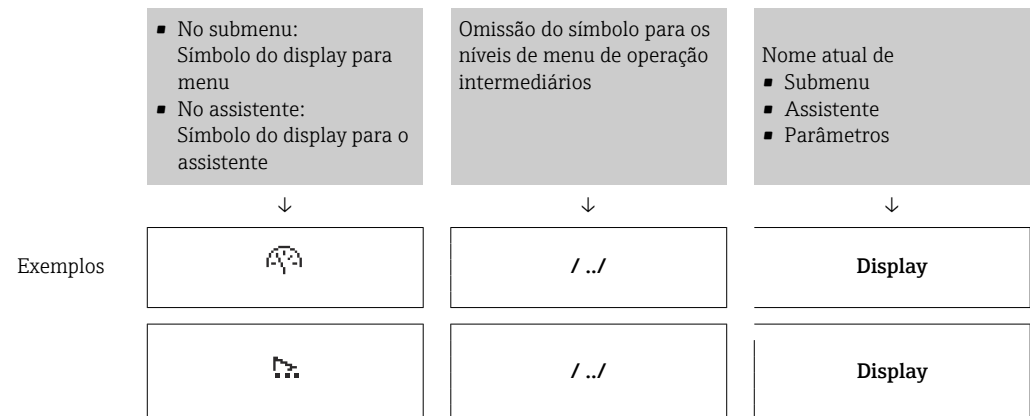 ▪ No submenu:
Símbolo do display para
menu
▪ No assistente:
Símbolo do display para o
assistente
Omissão do símbolo para os
níveis de menu de operação
intermediários
Nome atual de
▪ Submenu
▪ Assistente
▪ Parâmetros
↓ ↓ ↓
Exemplos / ../ Display
/ ../ Display